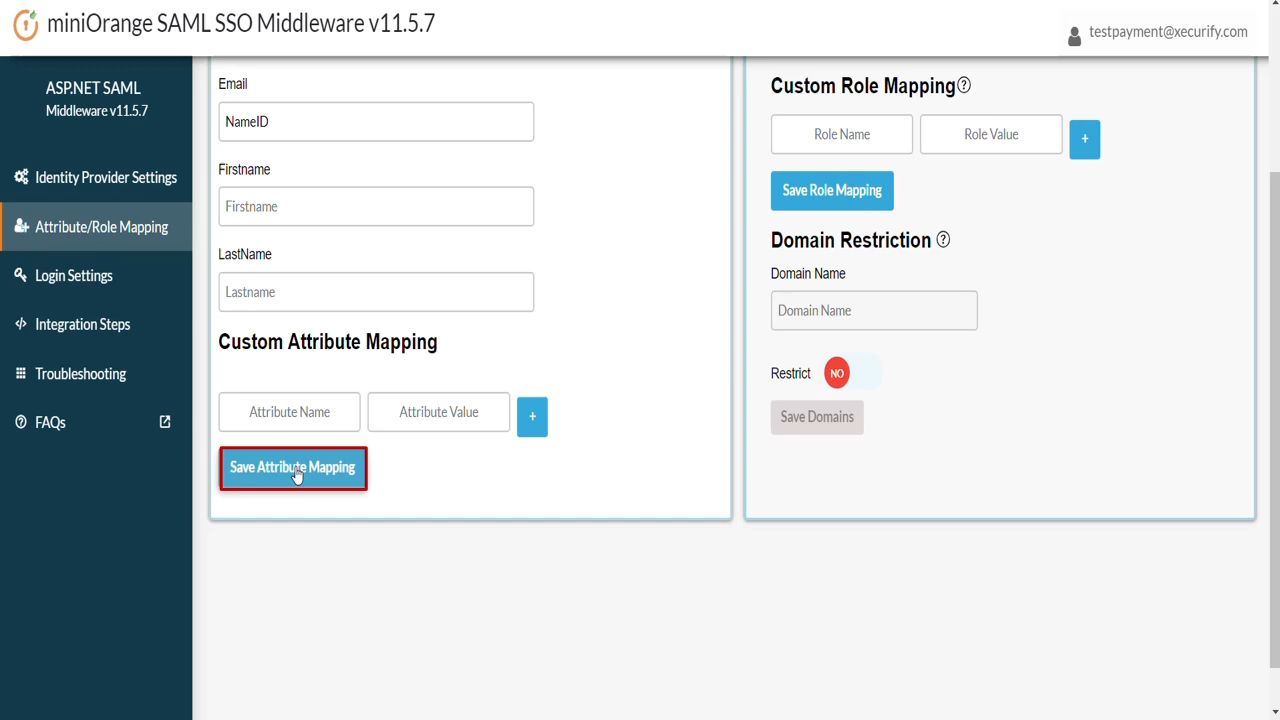 miniOrange SAML SSO Middleware v11.5.7
testpayment@xecurify.com
ASP.NET SAML
Middleware v11.5.7
Identity Provider Settings
Attribute/Role Mapping
Login Settings
Integration Steps
Troubleshooting
FAQs
Email
NameID
Firstname
Firstname
LastName
Lastname
Custom Attribute Mapping
Attribute Name Attribute Value +
Save Attribute Mapping
Custom Role Mapping ?
Role Name Role Value +
Save Role Mapping
Domain Restriction ?
Domain Name
Domain Name
Restrict NO
Save Domains